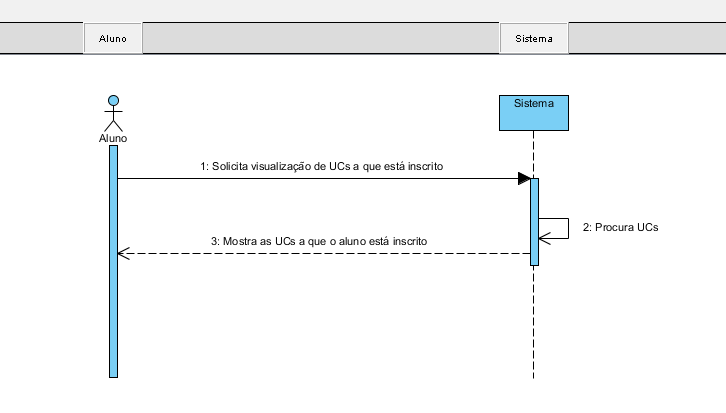 Aluno
Sistema
Sistema
Aluno
1: Solicita visualização de UCs a que está inscrito
2: Procura UCs
3: Mostra as UCs a que o aluno está inscrito